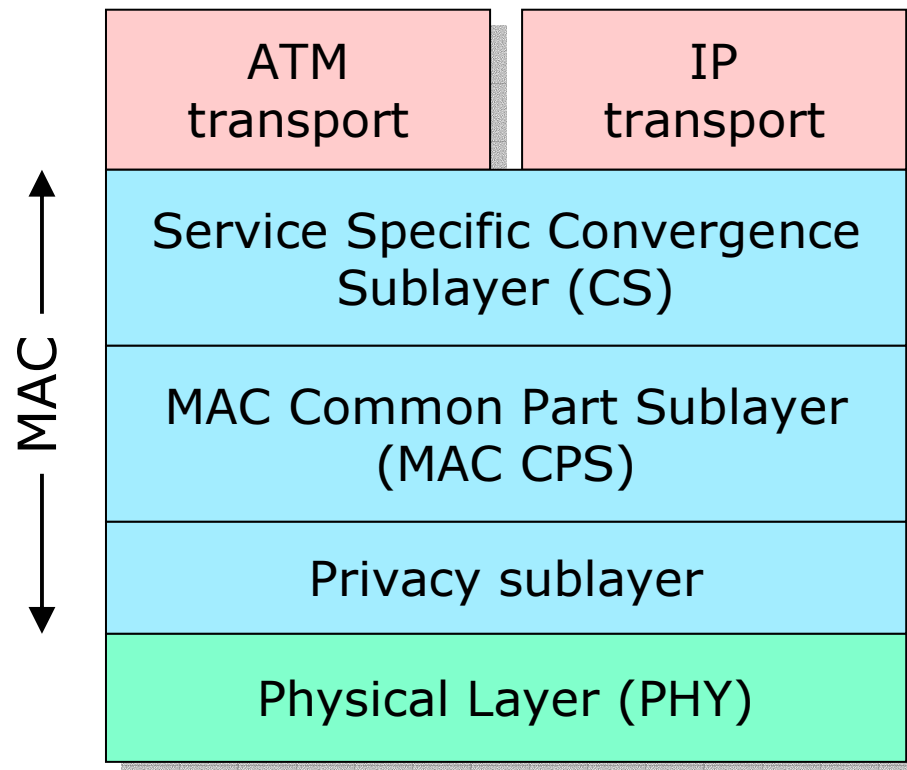 ATM
transport
IP
transport
MAC
Service Specific Convergence
Sublayer (CS)
MAC Common Part Sublayer
(MAC CPS)
Privacy sublayer
Physical Layer (PHY)